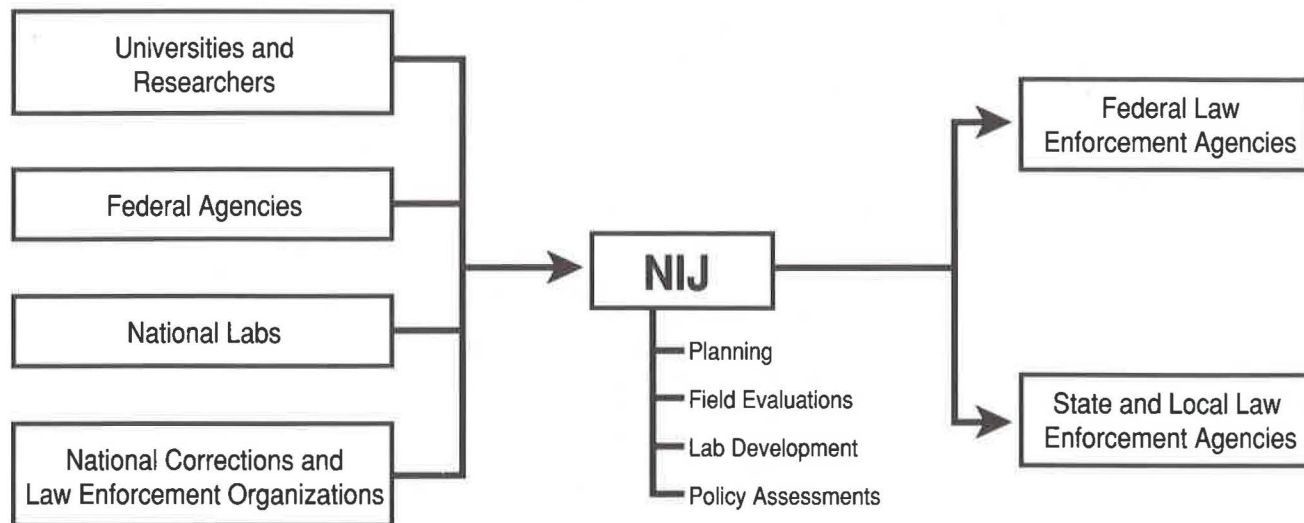 Universities and
Researchers
Federal Agencies
National Labs
National Corrections and
Law Enforcement Organizations
NIJ
Planning
Field Evaluations
Lab Development
Policy Assessments
Federal Law
Enforcement Agencies
State and Local Law
Enforcement Agencies